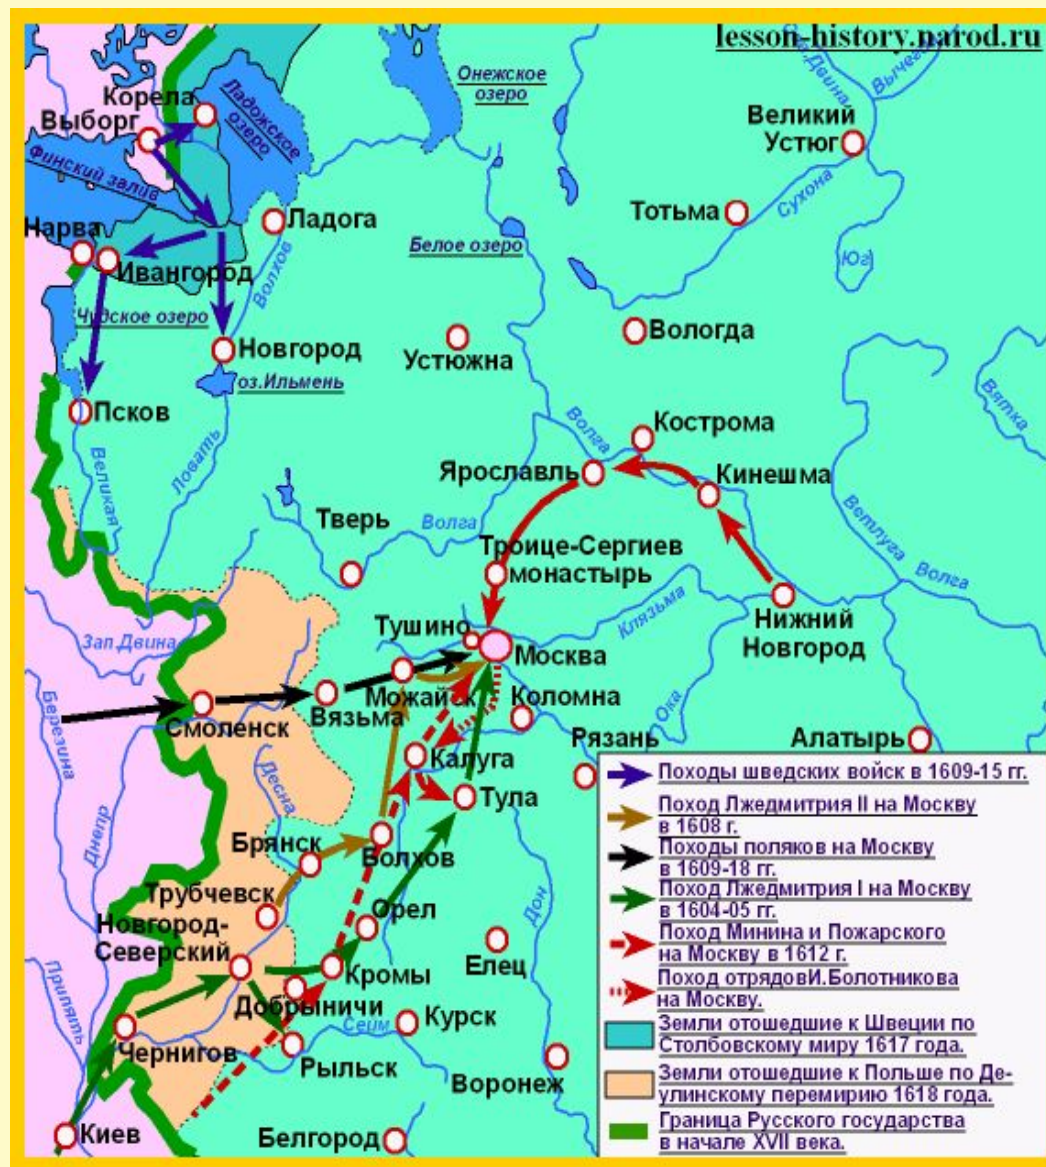 lesson-history.narod.ru
Корела
Выборг
Ладожское
озеро
Онежское
озеро
Сев.Двина
Вычегда
Великий
Устюг
Финский залив
Нарва
Ивангород
Ладога
Тотьма
Сухона
Белое озеро
Юг
Волхов
Чудское озеро
Новгород
оз.Ильмень
Устюжна
Вологда
Псков
Великая
Ловать
Вятка
Кострома
Волга
Ярославль
Кинешма
Тверь
Волга
Троице-Сергиев
монастырь
Ветлуга
Волга
Клязьма
Нижний
Новгород
Зап.Двина
Тушино
Москва
Можайск
Коломна
Березина
Смоленск
Вязьма
Ока
Рязань
Алатырь
Калуга
Десна
Тула
Днепр
Брянск
Болхов
Трубчевск
Новгород-
Северский
Орел
Дон
Елец
Кромы
Припять
Добрыничи
Сейм
Курск
Чернигов
Рыльск
Воронеж
Киев
Белгород
Походы шведских войск в 1609-15 гг.
Поход Лжедмитрия II на Москву
в 1608 г.
Походы поляков на Москву
в 1609-18 гг.
Поход Лжедмитрия I на Москву
в 1604-05 гг.
Поход Минина и Пожарского
на Москву в 1612 г.
Поход отрядовИ.Болотникова
на Москву.
Земли отошедшие к Швеции по
Столбовскому миру 1617 года.
Земли отошедшие к Польше по Де-
улинскому перемирию 1618 года.
Граница Русского государства
в начале XVII века.